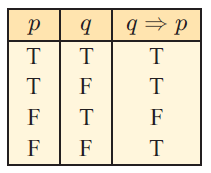 p q q ⇒ p
T T T
T F T
F T F
F F T